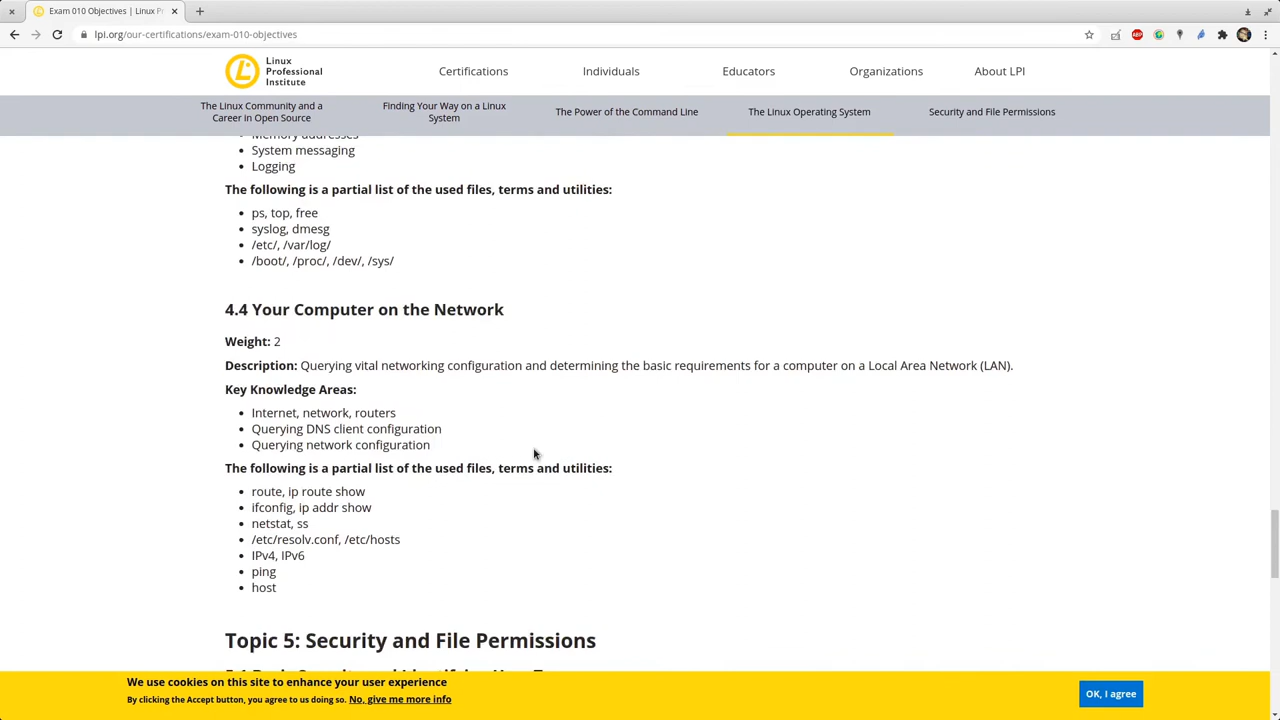 Exam 010 Objectives | Linux P
lpi.org/our-certifications/exam-010-objectives
ABP
Linux
Professional
Institute
Certifications
Individuals
Educators
Organizations
About LPI
The Linux Community and a
Career in Open Source
Finding Your Way on a Linux
System
The Power of the Command Line
The Linux Operating System
Security and File Permissions
Memory addresses
System messaging
Logging
The following is a partial list of the used files, terms and utilities:
ps, top, free
syslog, dmesg
/etc/, /var/log/
/boot/, /proc/, /dev/, /sys/
4.4 Your Computer on the Network
Weight: 2
Description: Querying vital networking configuration and determining the basic requirements for a computer on a Local Area Network (LAN).
Key Knowledge Areas:
Internet, network, routers
Querying DNS client configuration
Querying network configuration
The following is a partial list of the used files, terms and utilities:
route, ip route show
ifconfig, ip addr show
netstat, ss
/etc/resolv.conf, /etc/hosts
IPv4, IPv6
ping
host
Topic 5: Security and File Permissions
We use cookies on this site to enhance your user experience
By clicking the Accept button, you agree to us doing so. No, give me more info
OK, I agree